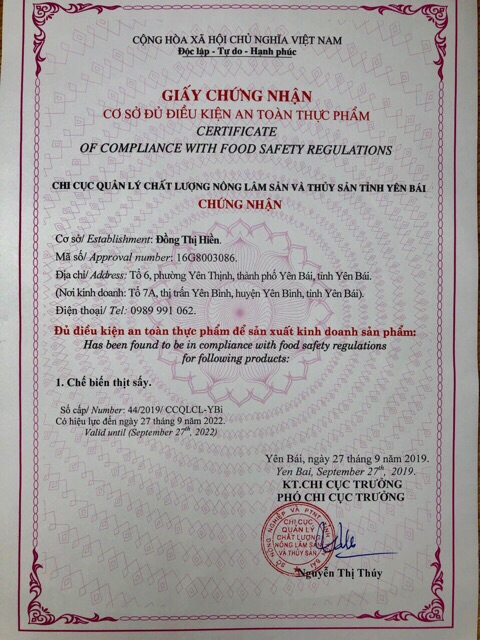 CỘNG HÒA XÃ HỘI CHỦ NGHĨA VIỆT NAM
Độc lập - Tự do - Hạnh phúc
GIẤY CHỨNG NHẬN
CƠ SỞ ĐỦ ĐIỀU KIỆN AN TOÀN THỰC PHẨM
CERTIFICATE
OF COMPLIANCE WITH FOOD SAFETY REGULATIONS
CHI CỤC QUẢN LÝ CHẤT LƯỢNG NÔNG LÂM SẢN VÀ THỦY SẢN TỈNH YÊN BÁI
CHỨNG NHẬN
Cơ sở/ Establishment: Đồng Thị Hiền.
Mã số/ Approval number: 16G8003086.
Địa chỉ/ Address: Tổ 6, phường Yên Thịnh, thành phố Yên Bái, tỉnh Yên Bái.
(Nơi kinh doanh: Tổ 7A, thị trấn Yên Bình, huyện Yên Bình, tỉnh Yên Bái).
Điện thoại/ Tel: 0989 991 062.
Đủ điều kiện an toàn thực phẩm để sản xuất kinh doanh sản phẩm:
Has been found to be in compliance with food safety regulations
for following products:
1. Chế biến thịt sấy.
Số cấp/ Number: 44/2019/ CCQLCL-YBi
Có hiệu lực đến ngày 27 tháng 9 năm 2022.
Valid until (September 27th, 2022)
Yên Bái, ngày 27 tháng 9 năm 2019.
Yen Bai, September 27th, 2019.
KT.CHI CỤC TRƯỞNG
PHÓ CHI CỤC TRƯỞNG
CHI CỤC
QUẢN LÝ
CHẤT LƯỢNG
NÔNG LÂM SẢN
VÀ THỦY SẢN
Nguyễn Thị Thúy